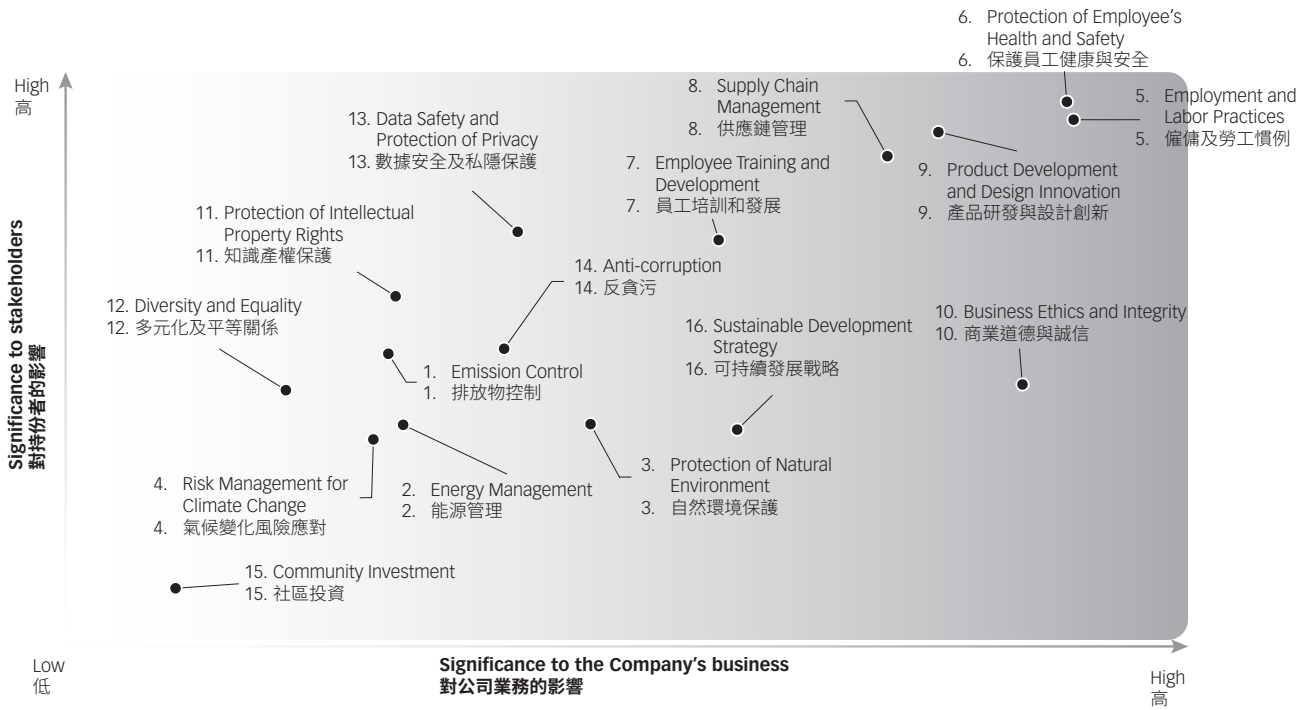 6. Protection of Employee's
Health and Safety
6. 保護員工健康與安全
High
高
8. Supply Chain
Management
8. 供應鏈管理
5. Employment and
Labor Practices
5. 僱傭及勞工慣例
13. Data Safety and
Protection of Privacy
13. 數據安全及私隱保護
7. Employee Training and
Development
7. 員工培訓和發展
9. Product Development
and Design Innovation
9. 產品研發與設計創新
11. Protection of Intellectual
Property Rights
11. 知識產權保護
14. Anti-corruption
14. 反貪污
12. Diversity and Equality
12. 多元化及平等關係
16. Sustainable Development
Strategy
16. 可持續發展戰略
10. Business Ethics and Integrity
10. 商業道德與誠信
1. Emission Control
1. 排放物控制
Significance to stakeholders
對持份者的影響
4. Risk Management for
Climate Change
4. 氣候變化風險應對
2. Energy Management
2. 能源管理
3. Protection of Natural
Environment
3. 自然環境保護
15. Community Investment
15. 社區投資
Low
低
Significance to the Company's business
對公司業務的影響
High
高